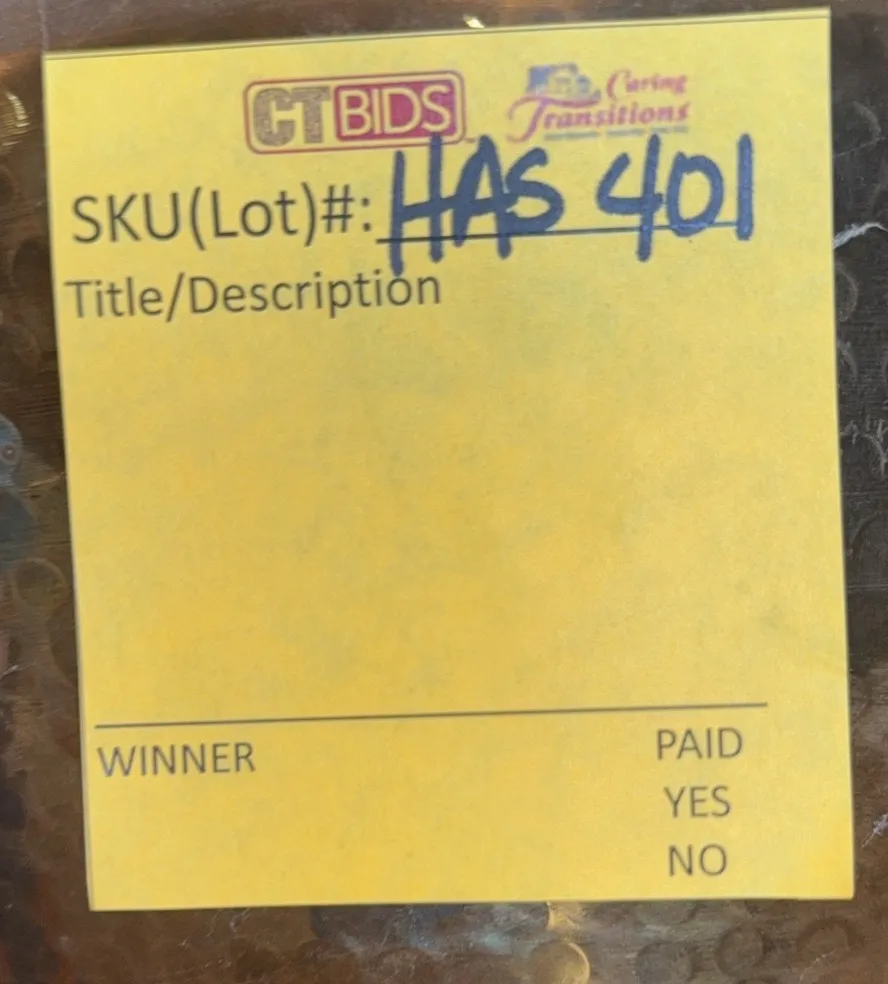 CTBIDS
Caring
Transitions
SKU(Lot)#: HAS 401
Title/Description
WINNER PAID
YES
NO